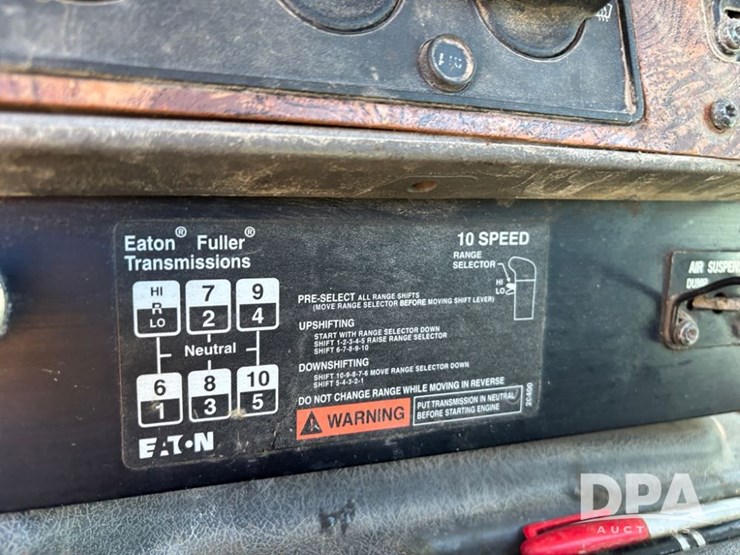 Eaton® Fuller®
Transmissions
10 SPEED
RANGE
SELECTOR
HI
LO
HI
R
LO
7
2
9
4
Neutral
6
1
8
3
10
5
EATON
PRE-SELECT ALL RANGE SHIFTS
(MOVE RANGE SELECTOR BEFORE MOVING SHIFT LEVER)
UPSHIFTING
START WITH RANGE SELECTOR DOWN
SHIFT 1-2-3-4-5 RAISE RANGE SELECTOR
SHIFT 6-7-8-9-10
DOWNSHIFTING
SHIFT 10-9-8-7-6 MOVE RANGE SELECTOR DOWN
SHIFT 5-4-3-2-1
DO NOT CHANGE RANGE WHILE MOVING IN REVERSE
WARNING
PUT TRANSMISSION IN NEUTRAL
BEFORE STARTING ENGINE
AIR SUSPEN
DUMP
DPA
AUCTIONS